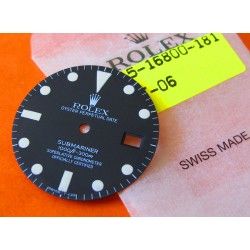 ROLEX
5-16800-181
-06
SWISS MADE
ROLEX
OYSTER PERPETUAL DATE
SUBMARINER
1000ft=300m
SUPERLATIVE CHRONOMETER
OFFICIALLY CERTIFIED